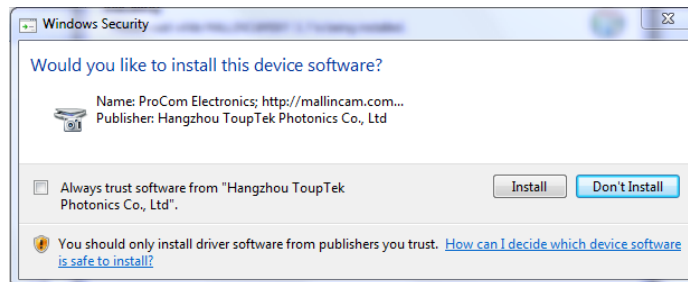 Windows Security
Would you like to install this device software?
Name: ProCom Electronics; http://mallincam.com...
Publisher: Hangzhou ToupTek Photonics Co., Ltd
Always trust software from "Hangzhou ToupTek
Photonics Co., Ltd".
Install
Don't Install
You should only install driver software from publishers you trust. How can I decide which device software
is safe to install?